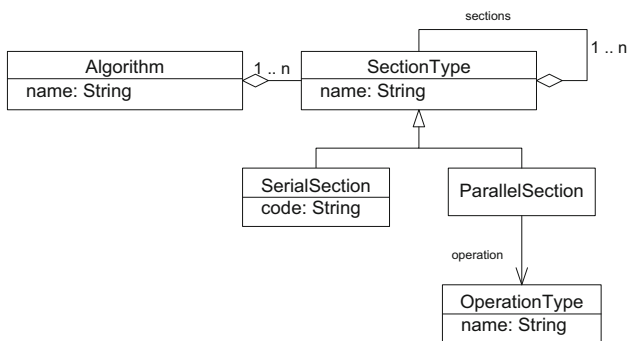 sections
1 .. n
Algorithm
name: String
1 .. n
SectionType
name: String
SerialSection
code: String
ParallelSection
operation
OperationType
name: String